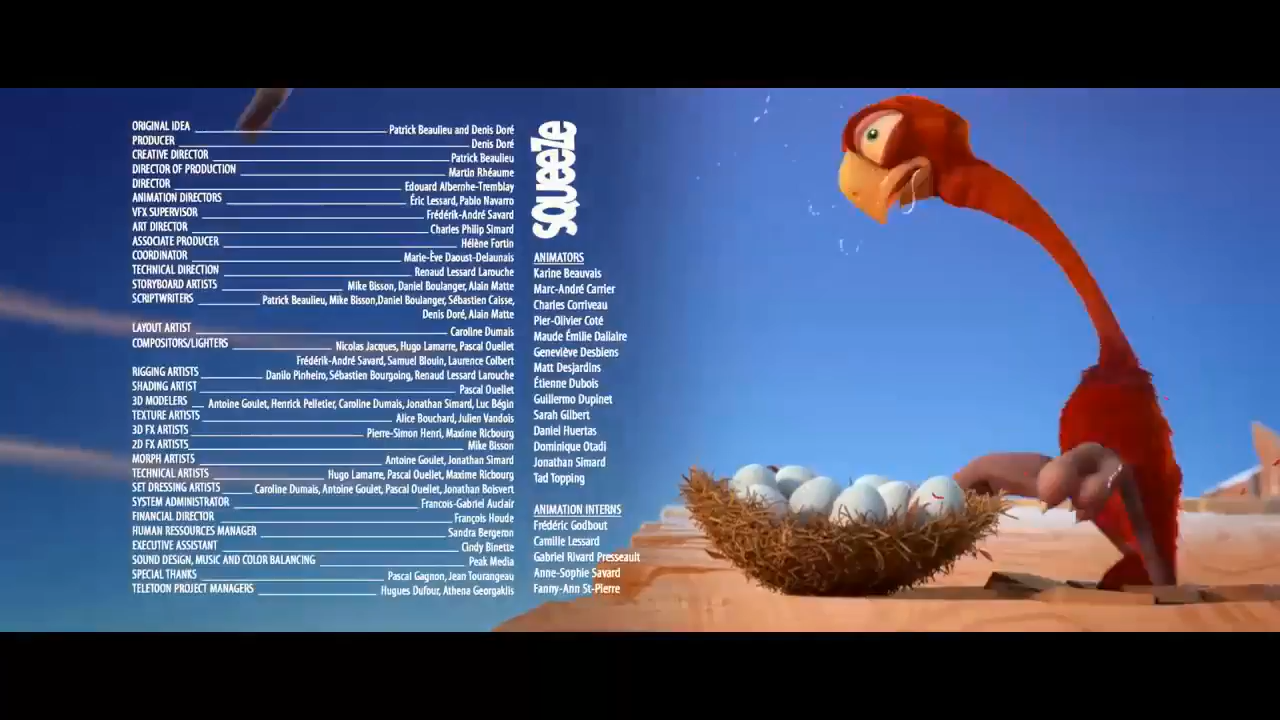 ORIGINAL IDEA Patrick Beaulieu and Denis Doré
PRODUCER Denis Doré
CREATIVE DIRECTOR Patrick Beaulieu
DIRECTOR OF PRODUCTION Martin Rhéaume
DIRECTOR Edouard Albernhe-Tremblay
ANIMATION DIRECTORS Éric Lessard, Pablo Navarro
VFX SUPERVISOR Frédérik-André Savard
ART DIRECTOR Charles Philip Simard
ASSOCIATE PRODUCER Hélène Fortin
COORDINATOR Marie-Ève Daoust-Delaunais
TECHNICAL DIRECTION Renaud Lessard Larouche
STORYBOARD ARTISTS Mike Bisson, Daniel Boulanger, Alain Matte
SCRIPTWRITERS Patrick Beaulieu, Mike Bisson,Daniel Boulanger, Sébastien Caisse,
Denis Doré, Alain Matte
LAYOUT ARTIST Caroline Dumais
COMPOSITORS/LIGHTERS Nicolas Jacques, Hugo Lamarre, Pascal Ouellet
Frédérik-André Savard, Samuel Blouin, Laurence Colbert
RIGGING ARTISTS Danilo Pinheiro, Sébastien Bourgoing, Renaud Lessard Larouche
SHADING ARTIST Pascal Ouellet
3D MODELERS Antoine Goulet, Henrick Pelletier, Caroline Dumais, Jonathan Simard, Luc Bégin
TEXTURE ARTISTS Alice Bouchard, Julien Vandois
3D FX ARTISTS Pierre-Simon Henri, Maxime Ricbourg
2D FX ARTISTS Mike Bisson
MORPH ARTISTS Antoine Goulet, Jonathan Simard
TECHNICAL ARTISTS Hugo Lamarre, Pascal Ouellet, Maxime Ricbourg
SET DRESSING ARTISTS Caroline Dumais, Antoine Goulet, Pascal Ouellet, Jonathan Boisvert
SYSTEM ADMINISTRATOR Francois-Gabriel Auclair
FINANCIAL DIRECTOR François Houde
HUMAN RESSOURCES MANAGER Sandra Bergeron
EXECUTIVE ASSISTANT Cindy Binette
SOUND DESIGN, MUSIC AND COLOR BALANCING Peak Media
SPECIAL THANKS Pascal Gagnon, Jean Tourangeau
TELETOON PROJECT MANAGERS Hugues Dufour, Athena Georgaklis
squeeze
ANIMATORS
Karine Beauvais
Marc-André Carrier
Charles Corriveau
Pier-Olivier Coté
Maude Émilie Dallaire
Geneviève Desbiens
Matt Desjardins
Étienne Dubois
Guillermo Dupinet
Sarah Gilbert
Daniel Huertas
Dominique Otadi
Jonathan Simard
Tad Topping
ANIMATION INTERNS
Frédéric Godbout
Camille Lessard
Gabriel Rivard Presseault
Anne-Sophie Savard
Fanny-Ann St-Pierre